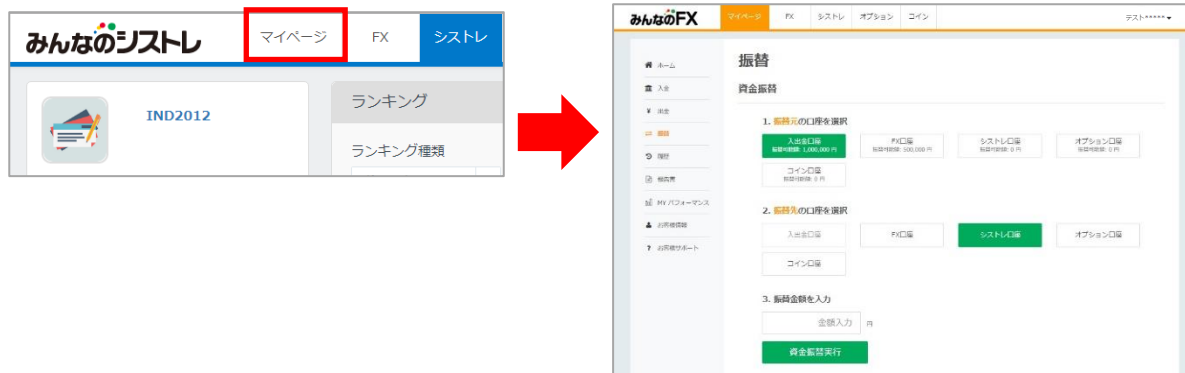 みんなのシストレ
マイページ
FX
シストレ
IND2012
ランキング
ランキング種類
みんなのFX
マイページ
FX
シストレ
オプション
コイン
テスト*****
ホーム
入金
出金
振替
履歴
報告書
MY パフォーマンス
お客様情報
お客様サポート
振替
資金振替
1. 振替元の口座を選択
入出金口座
振替可能額: 1,000,000 円
FX口座
振替可能額: 500,000 円
シストレ口座
振替可能額: 0 円
オプション口座
振替可能額: 0 円
コイン口座
振替可能額: 0 円
2. 振替先の口座を選択
入出金口座
FX口座
シストレ口座
オプション口座
コイン口座
3. 振替金額を入力
金額入力 円
資金振替実行